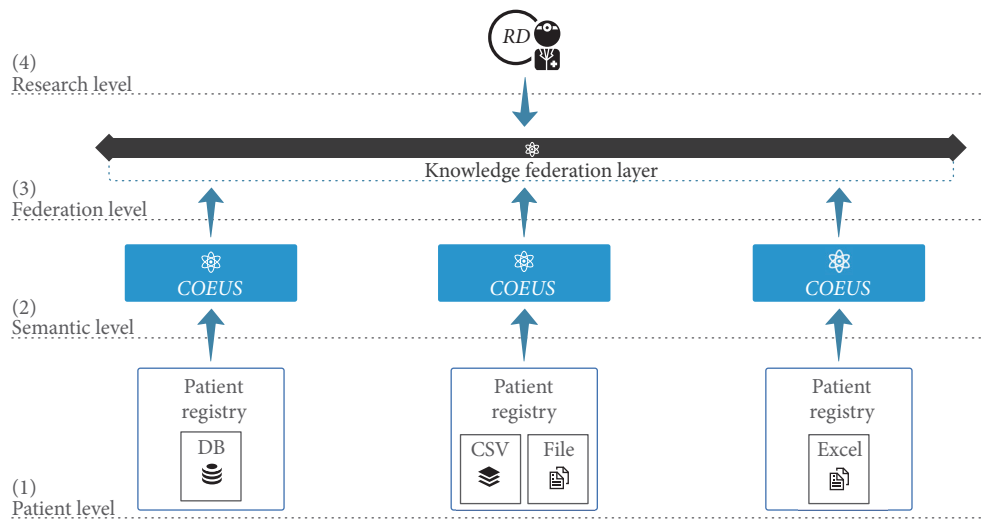 RD
(4)
Research level
Knowledge federation layer
(3)
Federation level
COEUS
COEUS
COEUS
(2)
Semantic level
Patient
registry
DB
Patient
registry
CSV
File
Patient
registry
Excel
(1)
Patient level